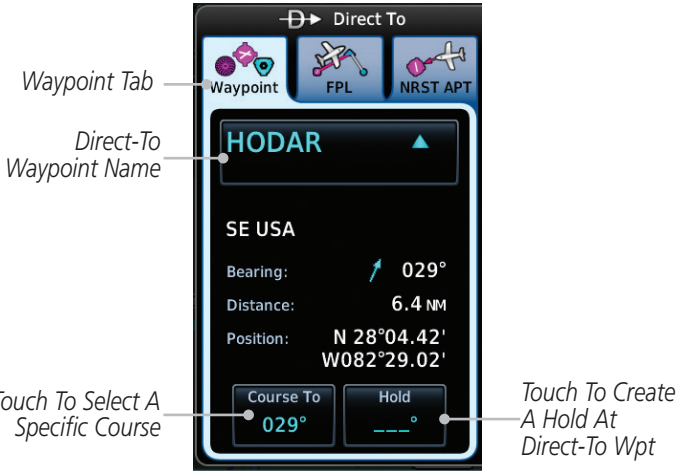 Direct To
Waypoint
FPL
NRST APT
Waypoint Tab
Direct-To
Waypoint Name
HODAR
SE USA
Bearing: 029°
Distance: 6.4 NM
Position: N 28°04.42'
W082°29.02'
Touch To Select A
Specific Course
Course To
029°
Hold
___°
Touch To Create
A Hold At
Direct-To Wpt